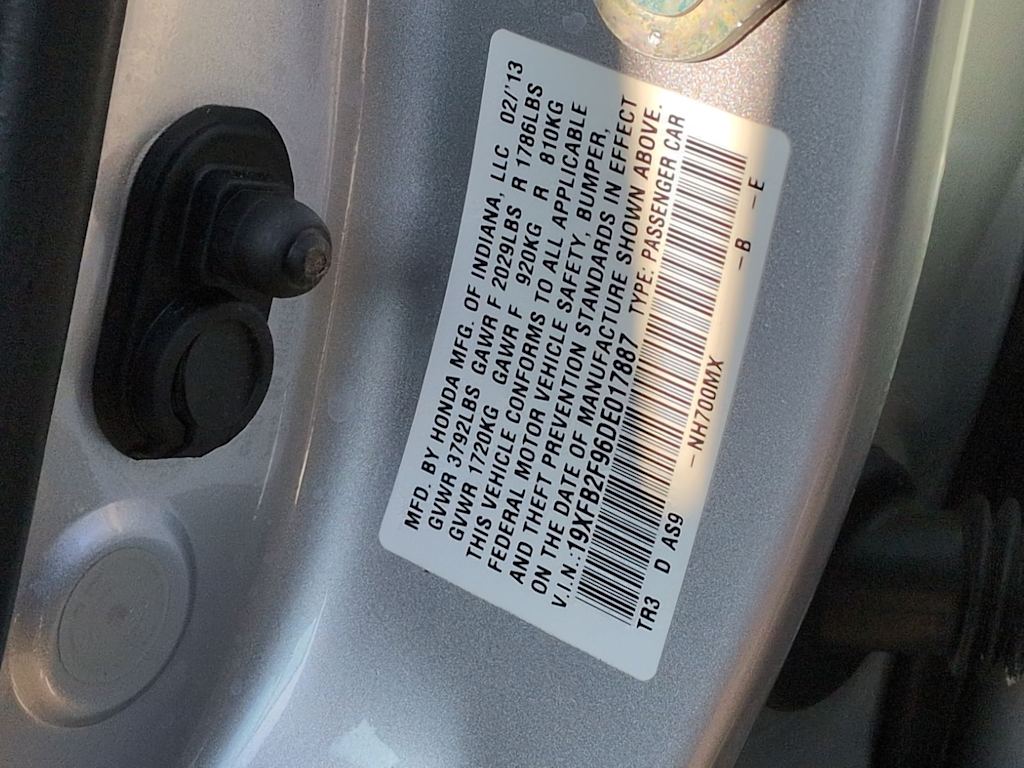 MFD. BY HONDA MFG. OF INDIANA, LLC 02/'13
GVWR 3792LBS GAWR F 2029LBS R 1786LBS
GVWR 1720KG GAWR F 920KG R 810KG
THIS VEHICLE CONFORMS TO ALL APPLICABLE
FEDERAL MOTOR VEHICLE SAFETY, BUMPER,
AND THEFT PREVENTION STANDARDS IN EFFECT
ON THE DATE OF MANUFACTURE SHOWN ABOVE.
V.I.N.:19XFB2F96DE017887 TYPE: PASSENGER CAR
TR3 D AS9 -NH700MX -B -E